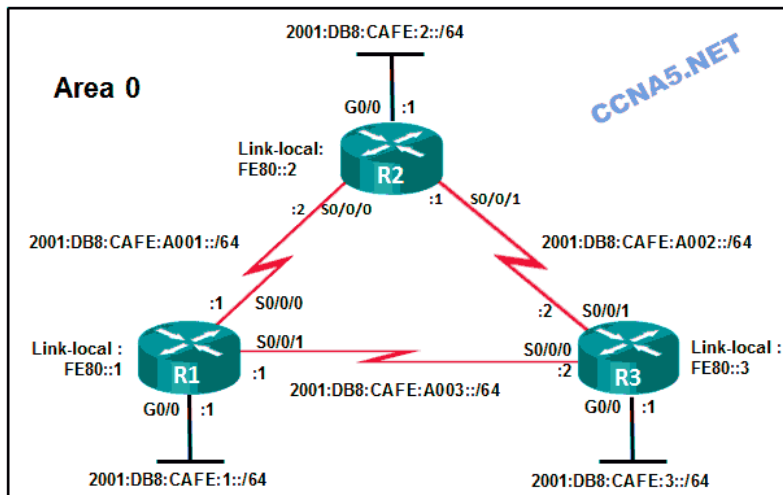 2001:DB8:CAFE:2::/64
CCNA5.NET
Area 0
G0/0 :1
Link-local:
FE80::2
R2
:2 S0/0/0
:1 S0/0/1
2001:DB8:CAFE:A001::/64
2001:DB8:CAFE:A002::/64
:1 S0/0/0
:2 S0/0/1
Link-local :
FE80::1
R1
S0/0/1
:1
S0/0/0
:2
R3
Link-local :
FE80::3
2001:DB8:CAFE:A003::/64
G0/0 :1
G0/0 :1
2001:DB8:CAFE:1::/64
2001:DB8:CAFE:3::/64